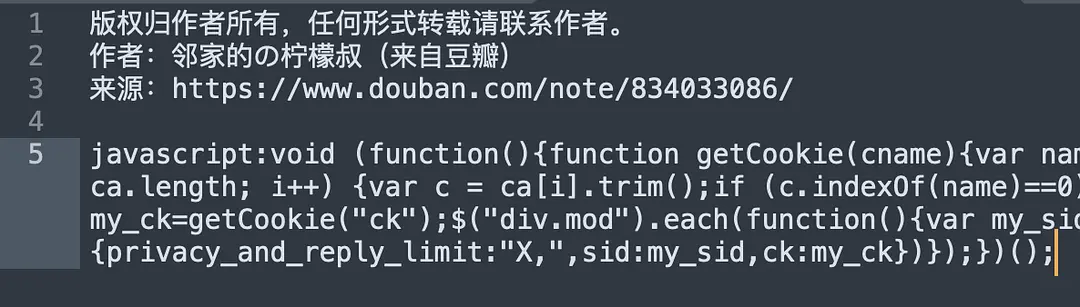 1 版权归作者所有，任何形式转载请联系作者。
2 作者：邻家的の柠檬叔（来自豆瓣）
3 来源：https://www.douban.com/note/834033086/
4
5 javascript:void (function(){function getCookie(cname){var nam
ca.length; i++) {var c = ca[i].trim();if (c.indexOf(name)==0)
my_ck=getCookie("ck");$("div.mod").each(function(){var my_sid
{privacy_and_reply_limit:"X,",sid:my_sid,ck:my_ck})});})();